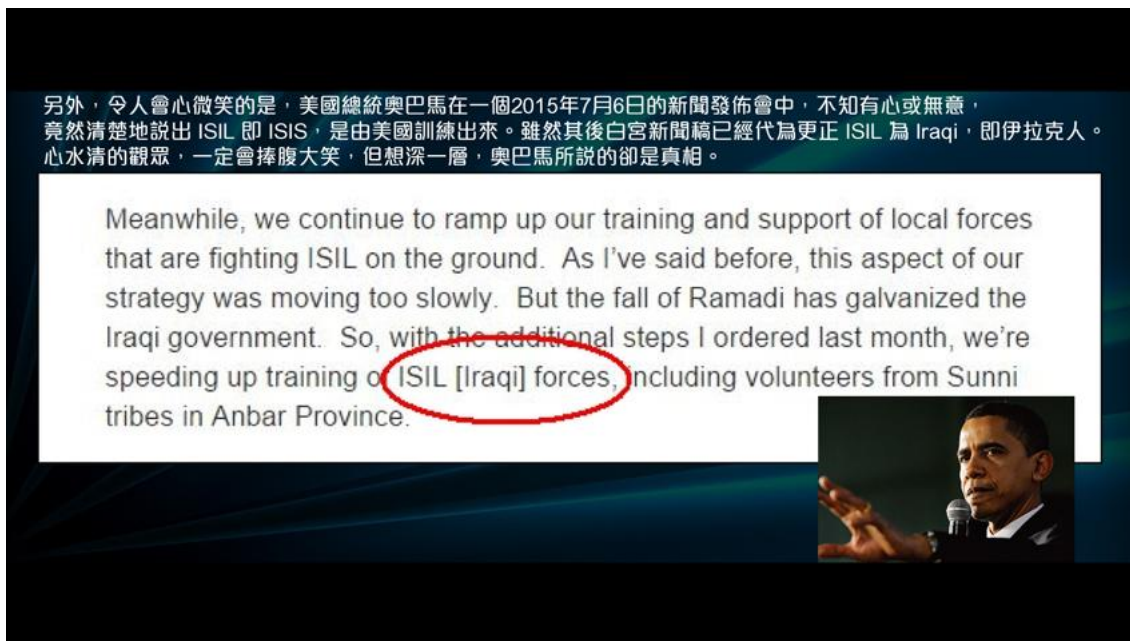 另外，令人會心微笑的是，美國總統奧巴馬在一個2015年7月6日的新聞發佈會中，不知有心或無意，
竟然清楚地説出 ISIL 即 ISIS，是由美國訓練出來。雖然其後白宮新聞稿已經代為更正 ISIL 為 Iraqi，即伊拉克人。
心水清的觀眾，一定會捧腹大笑，但想深一層，奧巴馬所説的卻是真相。
Meanwhile, we continue to ramp up our training and support of local forces
that are fighting ISIL on the ground.  As I've said before, this aspect of our
strategy was moving too slowly.  But the fall of Ramadi has galvanized the
Iraqi government.  So, with the additional steps I ordered last month, we're
speeding up training of ISIL [Iraqi] forces, including volunteers from Sunni
tribes in Anbar Province.